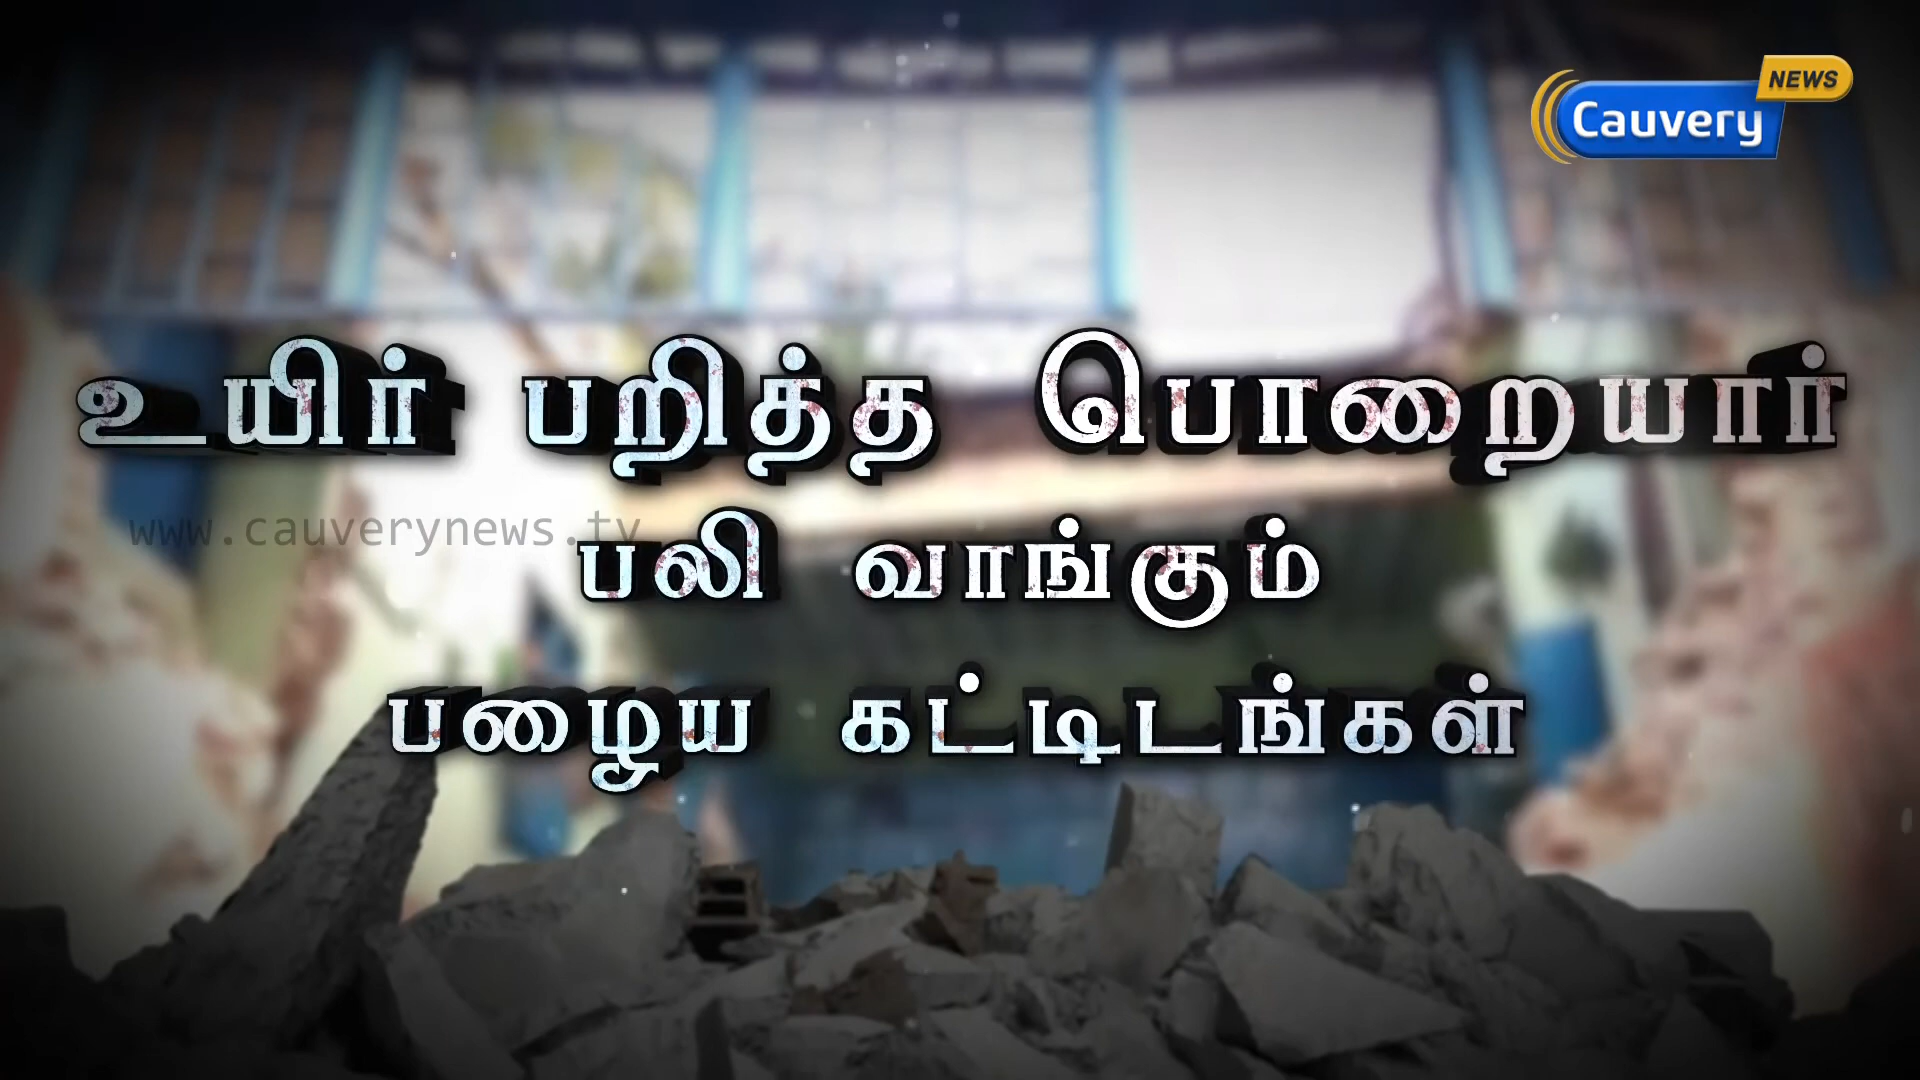 Cauvery NEWS
உயிர் பறித்த பொறையார்
www.cauverynews.tv
பலி வாங்கும்
பழைய கட்டிடங்கள்